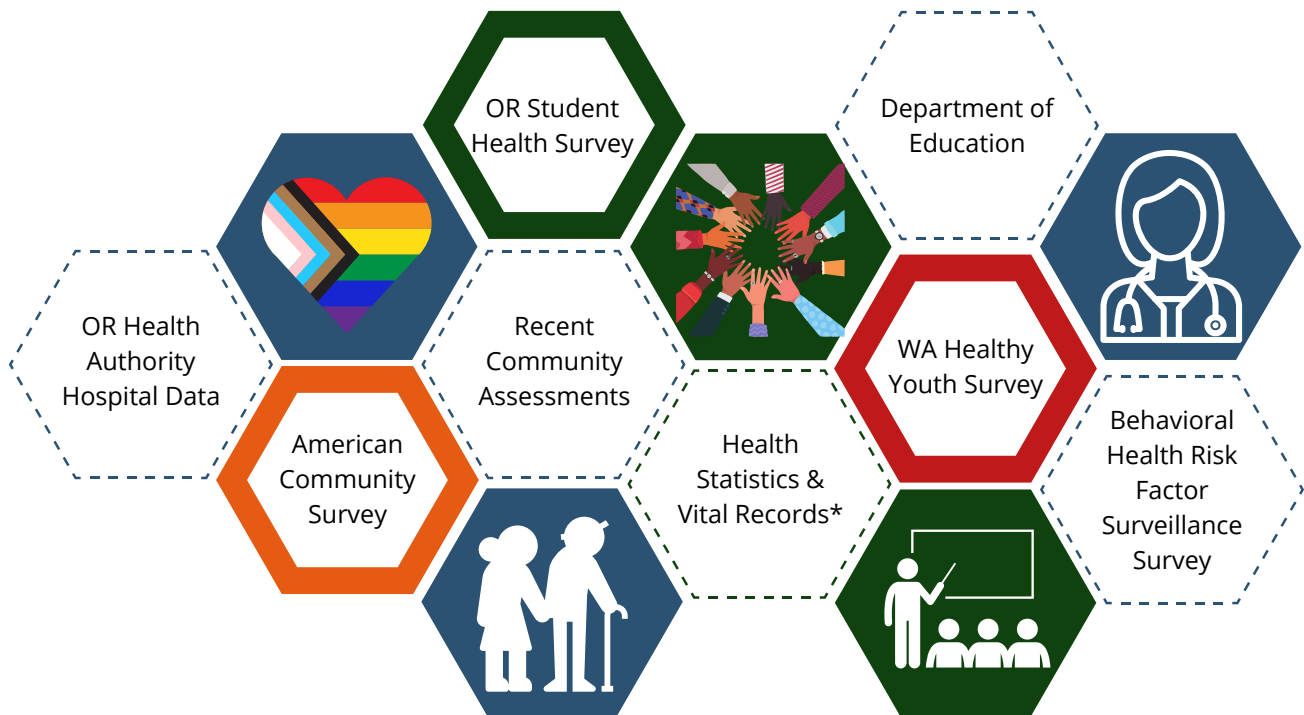 OR Student
Health Survey
Department of
Education
OR Health
Authority
Hospital Data
Recent
Community
Assessments
WA Healthy
Youth Survey
American
Community
Survey
Health
Statistics &
Vital Records*
Behavioral
Health Risk
Factor
Surveillance
Survey